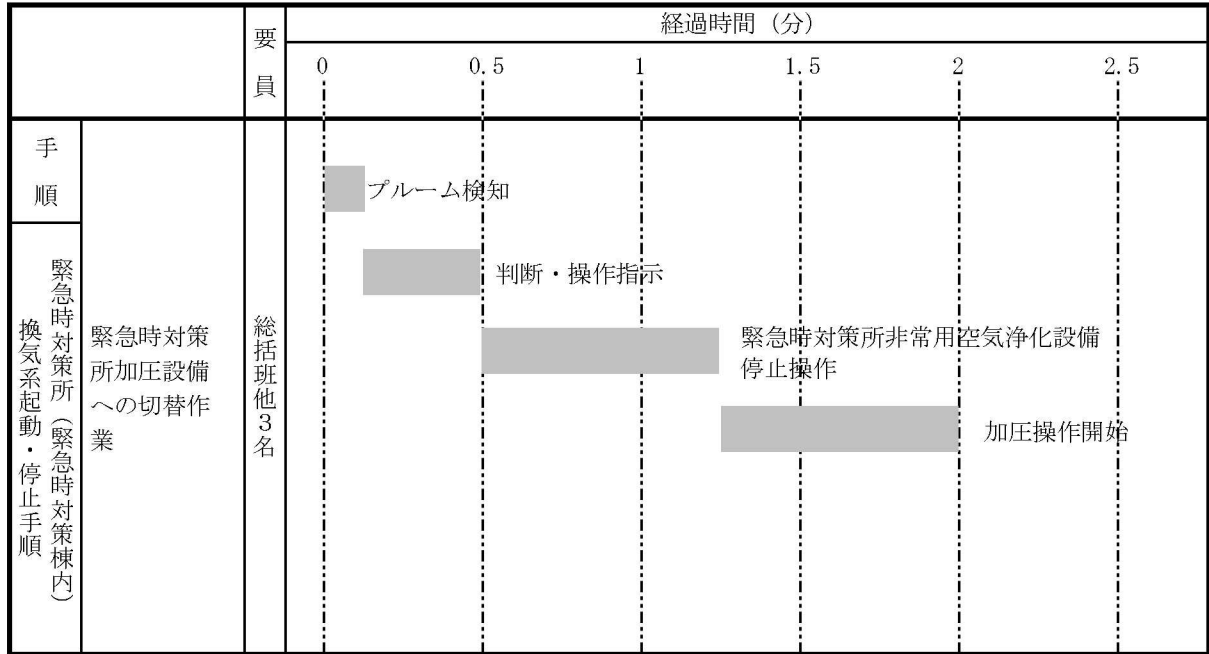 要員
経過時間（分）
0 0.5 1 1.5 2 2.5
手順
緊急時対策所（緊急時対策棟内）
換気系起動・停止手順
緊急時対策
所加圧設備
への切替作
業
総括班他3名
プルーム検知
判断・操作指示
緊急時対策所非常用空気浄化設備
停止操作
加圧操作開始